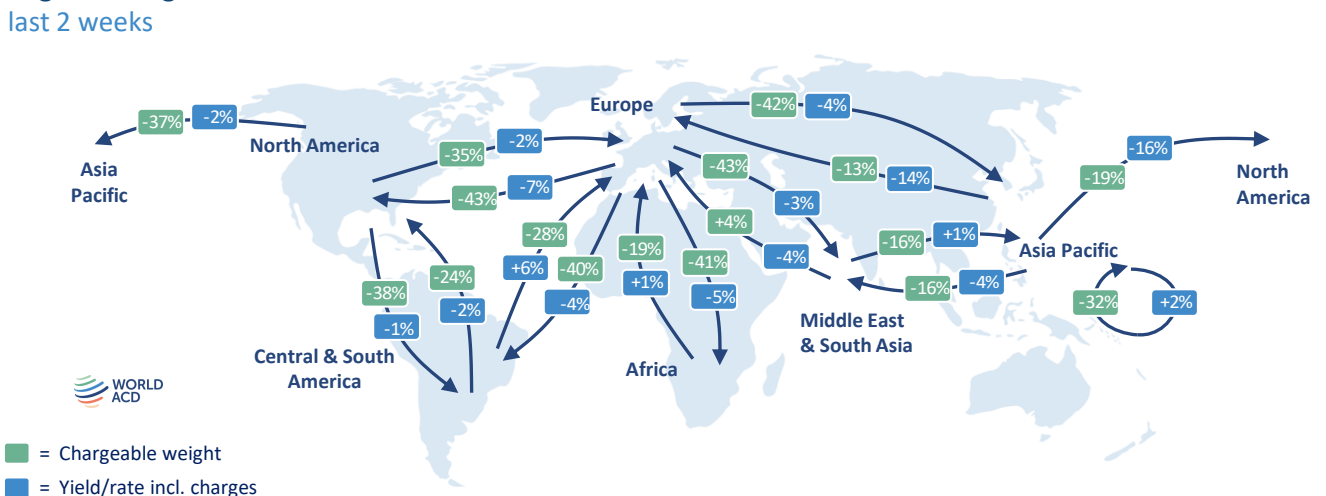 last 2 weeks
-37%
-2%
North America
Asia
Pacific
-35%
-2%
-43%
-7%
Europe
-42%
-4%
-13%
-14%
-43%
-3%
+4%
-4%
-16%
-19%
North
America
-16%
+1%
Asia Pacific
-16%
-4%
-32%
+2%
-28%
+6%
-40%
-4%
-19%
+1%
-41%
-5%
-24%
-2%
-38%
-1%
Central & South
America
Africa
Middle East
& South Asia
WORLD
ACD
= Chargeable weight
= Yield/rate incl. charges